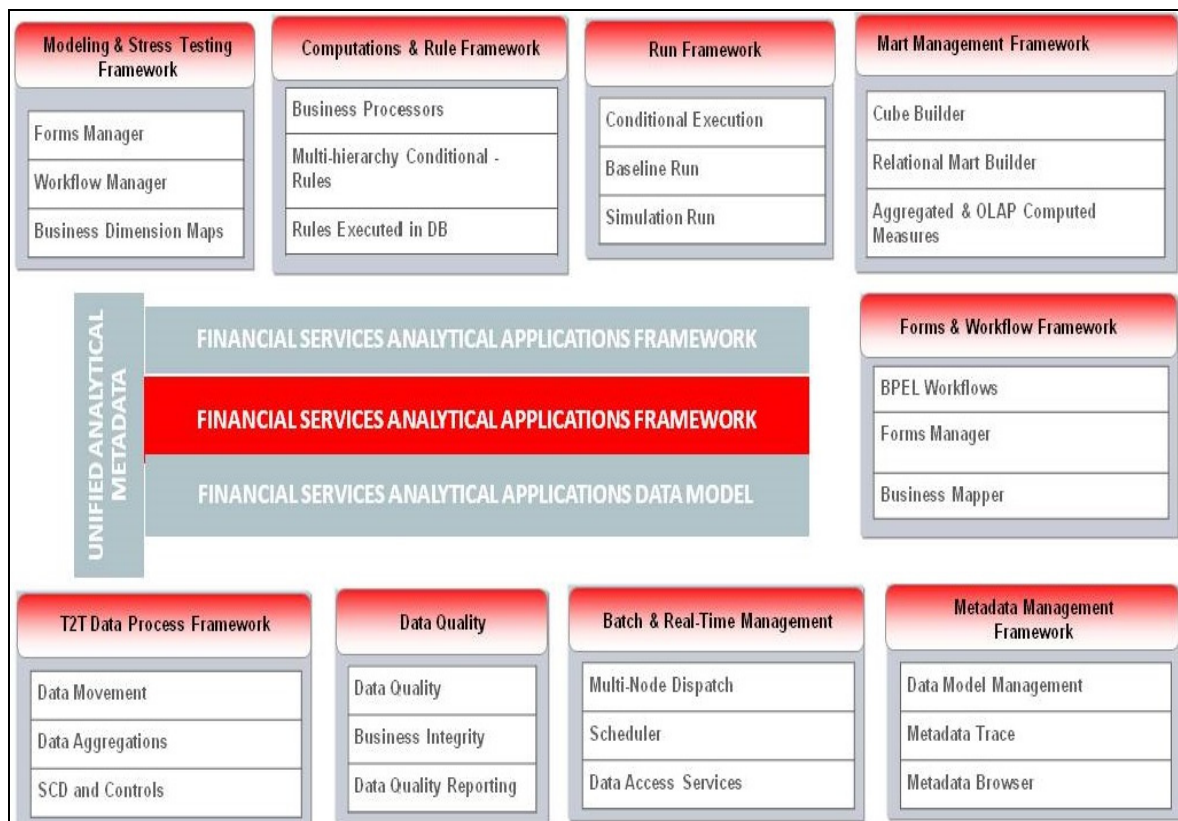 Modeling & Stress Testing
Framework
Forms Manager
Workflow Manager
Business Dimension Maps
Computations & Rule Framework
Business Processors
Multi-hierarchy Conditional -
Rules
Rules Executed in DB
Run Framework
Conditional Execution
Baseline Run
Simulation Run
Mart Management Framework
Cube Builder
Relational Mart Builder
Aggregated & OLAP Computed
Measures
UNIFIED ANALYTICAL
METADATA
FINANCIAL SERVICES ANALYTICAL APPLICATIONS FRAMEWORK
FINANCIAL SERVICES ANALYTICAL APPLICATIONS FRAMEWORK
FINANCIAL SERVICES ANALYTICAL APPLICATIONS DATA MODEL
Forms & Workflow Framework
BPEL Workflows
Forms Manager
Business Mapper
T2T Data Process Framework
Data Movement
Data Aggregations
SCD and Controls
Data Quality
Data Quality
Business Integrity
Data Quality Reporting
Batch & Real-Time Management
Multi-Node Dispatch
Scheduler
Data Access Services
Metadata Management
Framework
Data Model Management
Metadata Trace
Metadata Browser